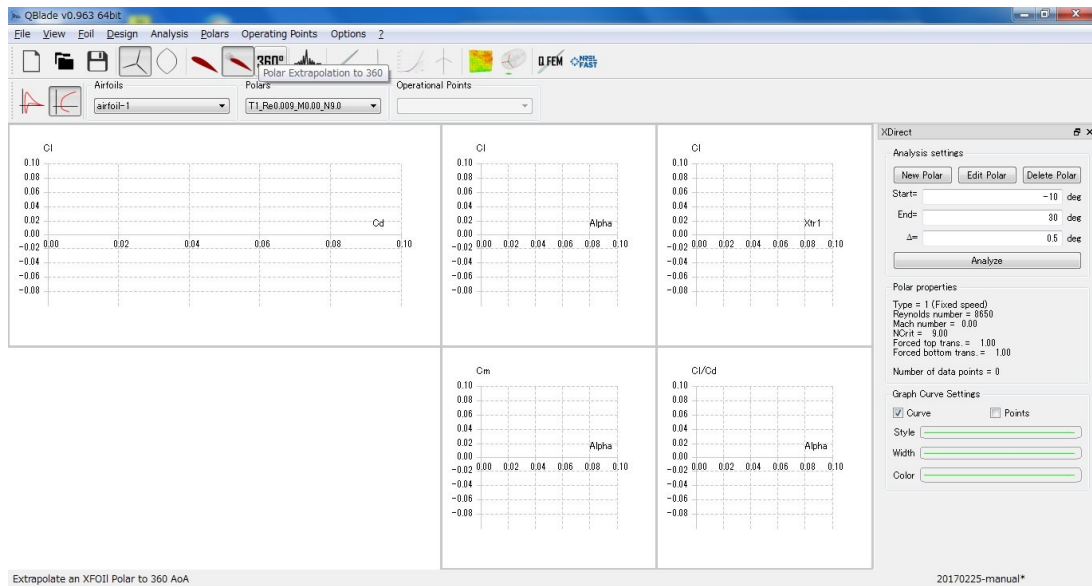 QBlade v0.963 64bit
File View Foil Design Analysis Polars Operating Points Options ?
360°
Q FEM NREL FAST
Polar Extrapolation to 360
Airfoils
Polars
Operational Points
airfoil-1
T1_Re0.009_M0.00_N9.0
XDirect
Analysis settings
New Polar Edit Polar Delete Polar
Start= -10 deg
End= 30 deg
Δ= 0.5 deg
Analyze
Polar properties
Type = 1 (Fixed speed)
Reynolds number = 8650
Mach number = 0.00
NCrit = 9.00
Forced top trans. = 1.00
Forced bottom trans. = 1.00
Number of data points = 0
Graph Curve Settings
Curve Points
Style
Width
Color
Cl
0.10
0.08
0.06
0.04
0.02
0.00
-0.02
-0.04
-0.06
-0.08
0.00 0.02 0.04 0.06 0.08 0.10
Cd
Cl
0.10
0.08
0.06
0.04
0.02
0.00
-0.02
-0.04
-0.06
-0.08
0.00 0.02 0.04 0.06 0.08 0.10
Alpha
Cl
0.10
0.08
0.06
0.04
0.02
0.00
-0.02
-0.04
-0.06
-0.08
0.00 0.02 0.04 0.06 0.08 0.10
Xtr1
Cm
0.10
0.08
0.06
0.04
0.02
0.00
-0.02
-0.04
-0.06
-0.08
0.00 0.02 0.04 0.06 0.08 0.10
Alpha
Cl/Cd
0.10
0.08
0.06
0.04
0.02
0.00
-0.02
-0.04
-0.06
-0.08
0.00 0.02 0.04 0.06 0.08 0.10
Alpha
Extrapolate an XFOIl Polar to 360 AoA
20170225-manual*